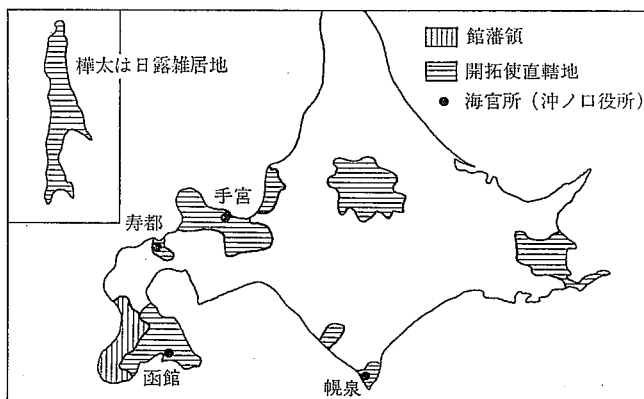 樺太は日露雑居地
館藩領
開拓使直轄地
海官所（沖ノ口役所）
手宮
寿都
函館
幌泉